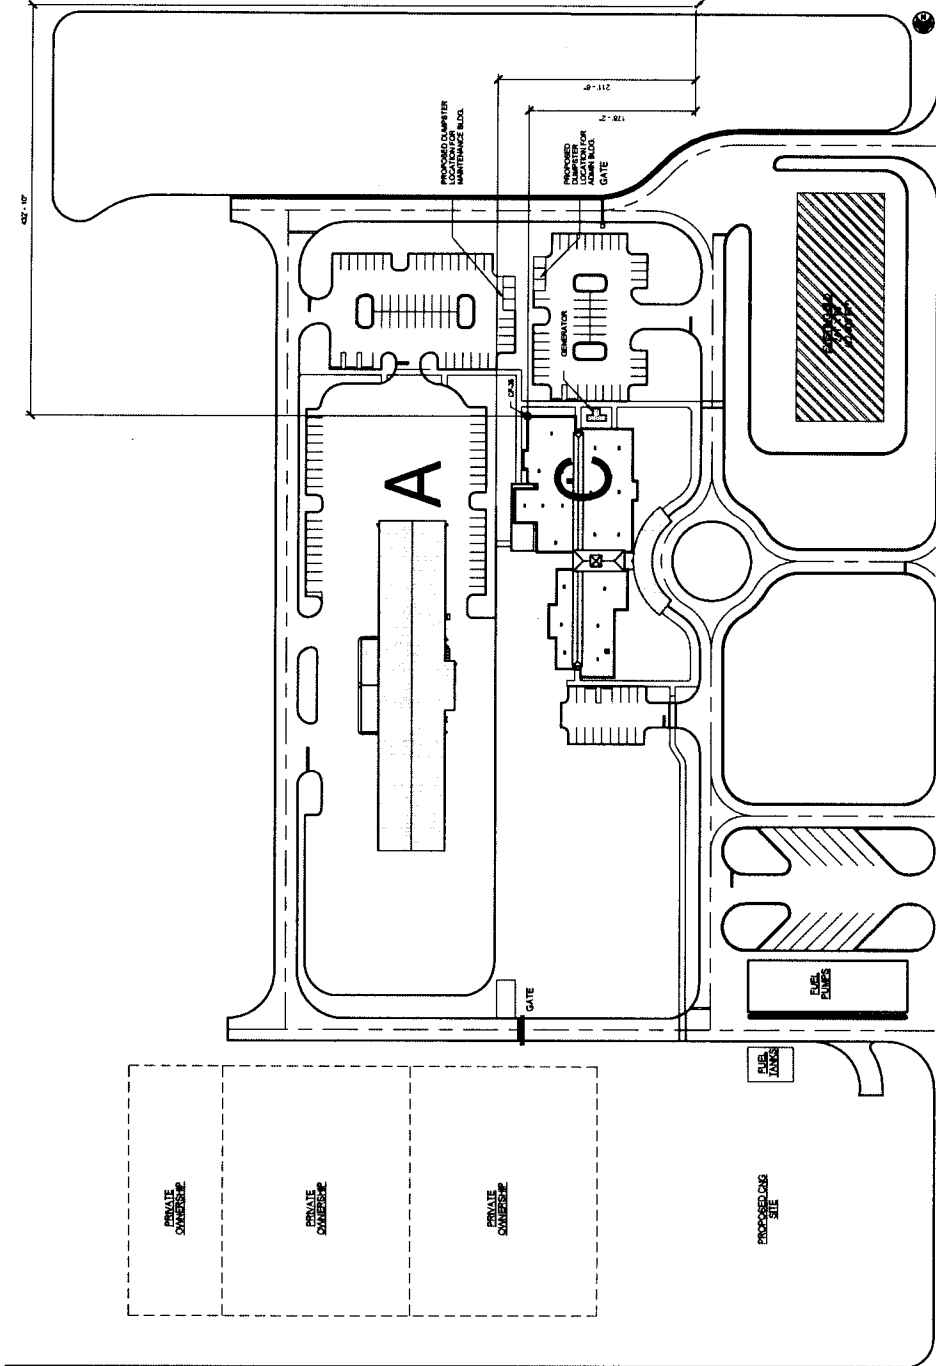 432' - 10"
211' - 6"
178' - 2"
PROPOSED DUMPSTER
LOCATION FOR
MAINTENANCE BLDG.
PROPOSED
DUMPSTER
LOCATION FOR
ADMIN BLDG.
GATE
GENERATOR
A
C
FUEL
PUMPS
GATE
FUEL
TANKS
PRIVATE
OWNERSHIP
PRIVATE
OWNERSHIP
PRIVATE
OWNERSHIP
PROPOSED CNG
SITE